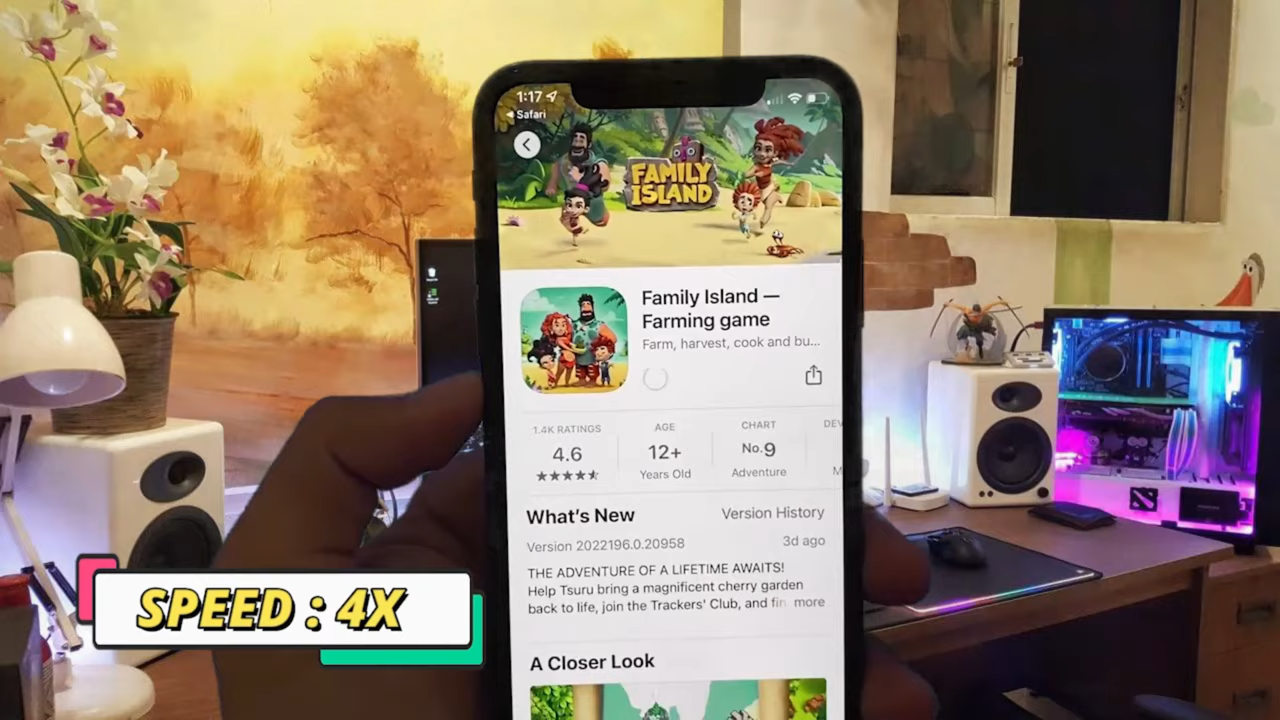 1:17
Safari
FAMILY
ISLAND
Family Island —
Farming game
Farm, harvest, cook and bu...
1.4K RATINGS
AGE
CHART
DEV
4.6
12+
No.9
Years Old
Adventure
M
What's New
Version History
Version 2022196.0.20958
3d ago
THE ADVENTURE OF A LIFETIME AWAITS!
Help Tsuru bring a magnificent cherry garden
back to life, join the Trackers' Club, and fin more
A Closer Look
SPEED : 4X